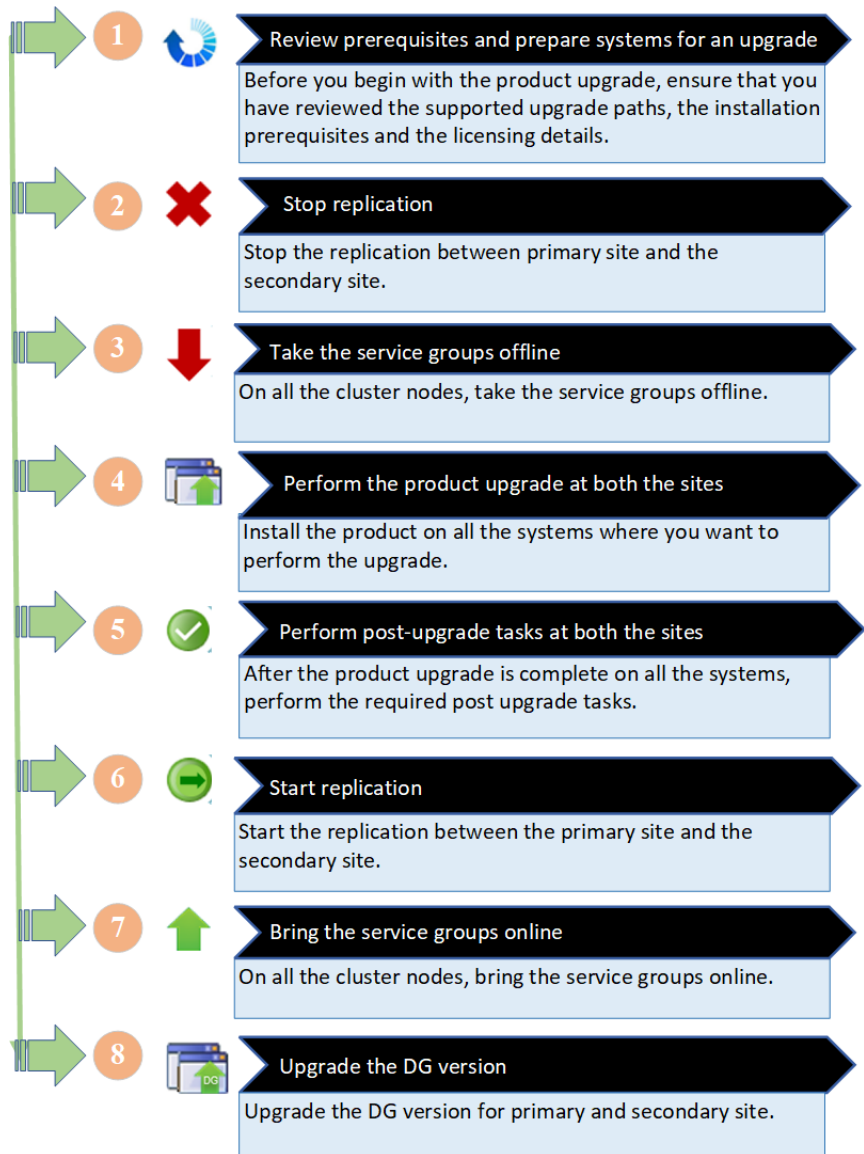 1
Review prerequisites and prepare systems for an upgrade
Before you begin with the product upgrade, ensure that you
have reviewed the supported upgrade paths, the installation
prerequisites and the licensing details.
2
Stop replication
Stop the replication between primary site and the
secondary site.
3
Take the service groups offline
On all the cluster nodes, take the service groups offline.
4
Perform the product upgrade at both the sites
Install the product on all the systems where you want to
perform the upgrade.
5
Perform post-upgrade tasks at both the sites
After the product upgrade is complete on all the systems,
perform the required post upgrade tasks.
6
Start replication
Start the replication between the primary site and the
secondary site.
7
Bring the service groups online
On all the cluster nodes, bring the service groups online.
8
DG
Upgrade the DG version
Upgrade the DG version for primary and secondary site.